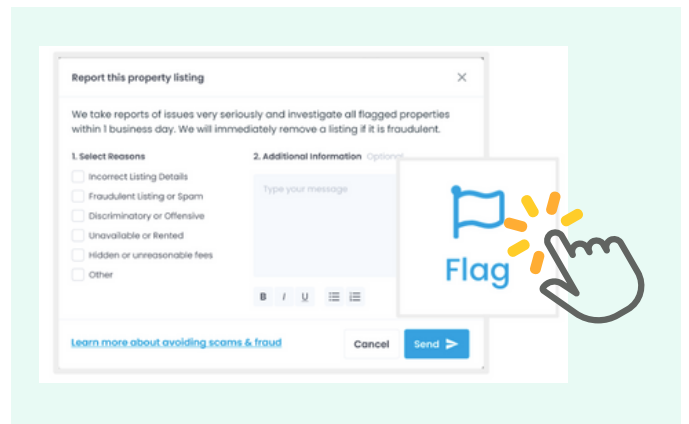 Report this property listing
We take reports of issues very seriously and investigate all flagged properties
within 1 business day. We will immediately remove a listing if it is fraudulent.
1. Select Reasons
Incorrect Listing Details
Fraudulent Listing or Spam
Discriminatory or Offensive
Unavailable or Rented
Hidden or unreasonable fees
Other
2. Additional Information Optional
Type your message
B I U
Flag
Learn more about avoiding scams & fraud
Cancel
Send